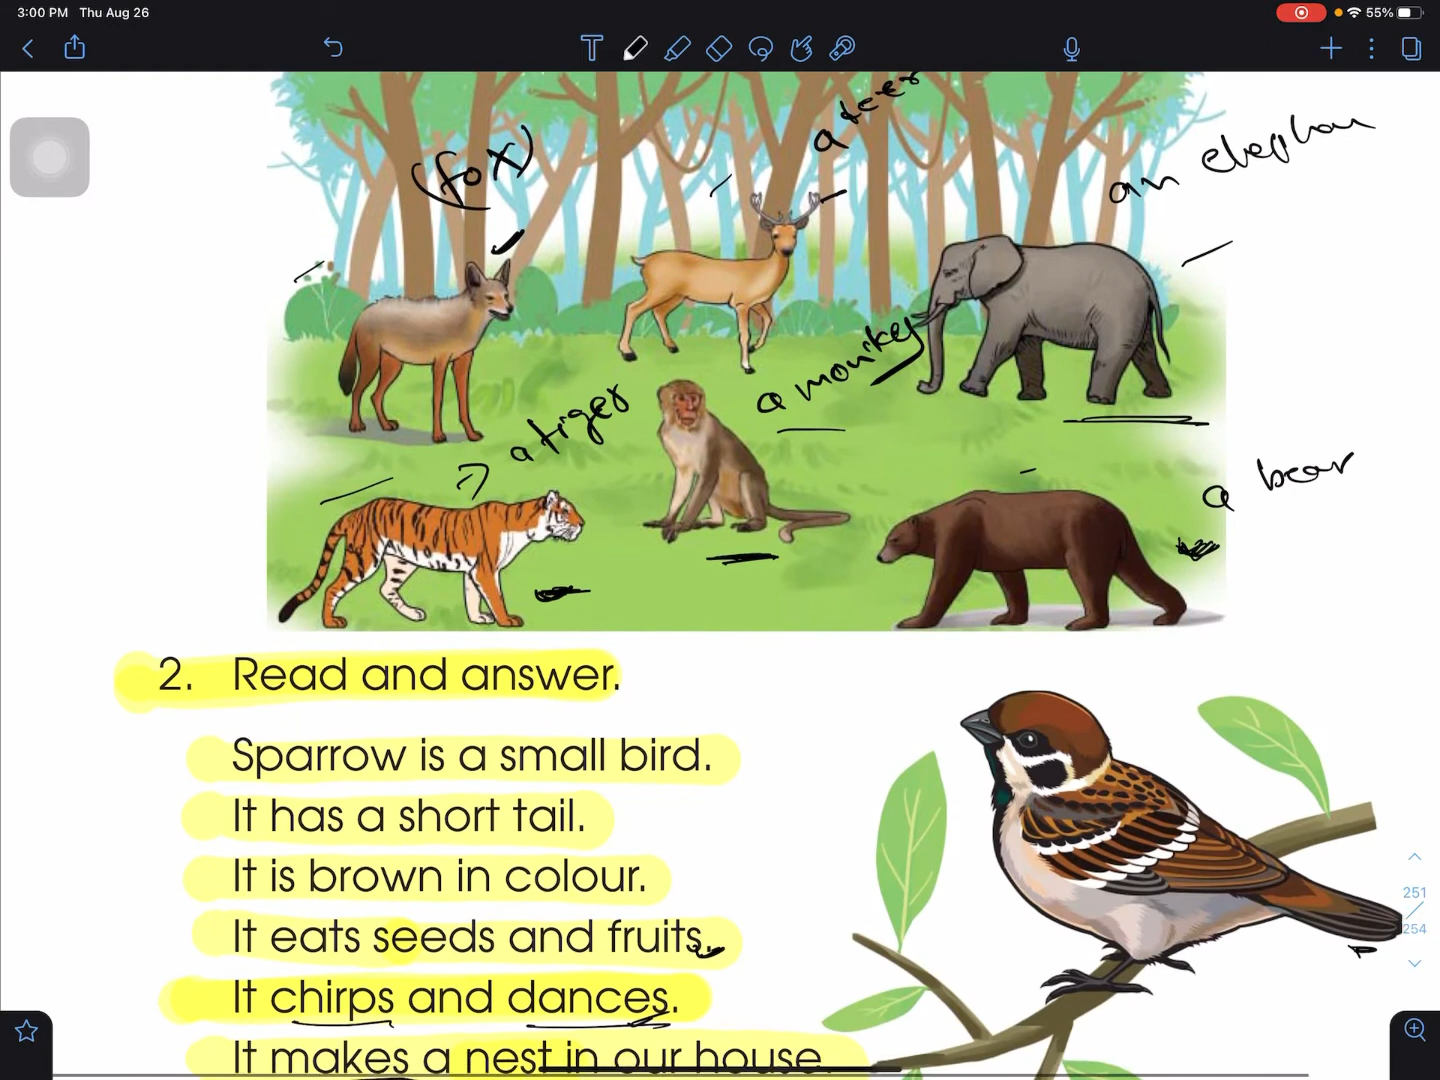 3:00 PM Thu Aug 26
55%
(fox)
a teer
an elephan
a monkey
a tiger
a bear
2. Read and answer.
Sparrow is a small bird.
It has a short tail.
It is brown in colour.
It eats seeds and fruits.
It chirps and dances.
It makes a nest in our house.
251
254